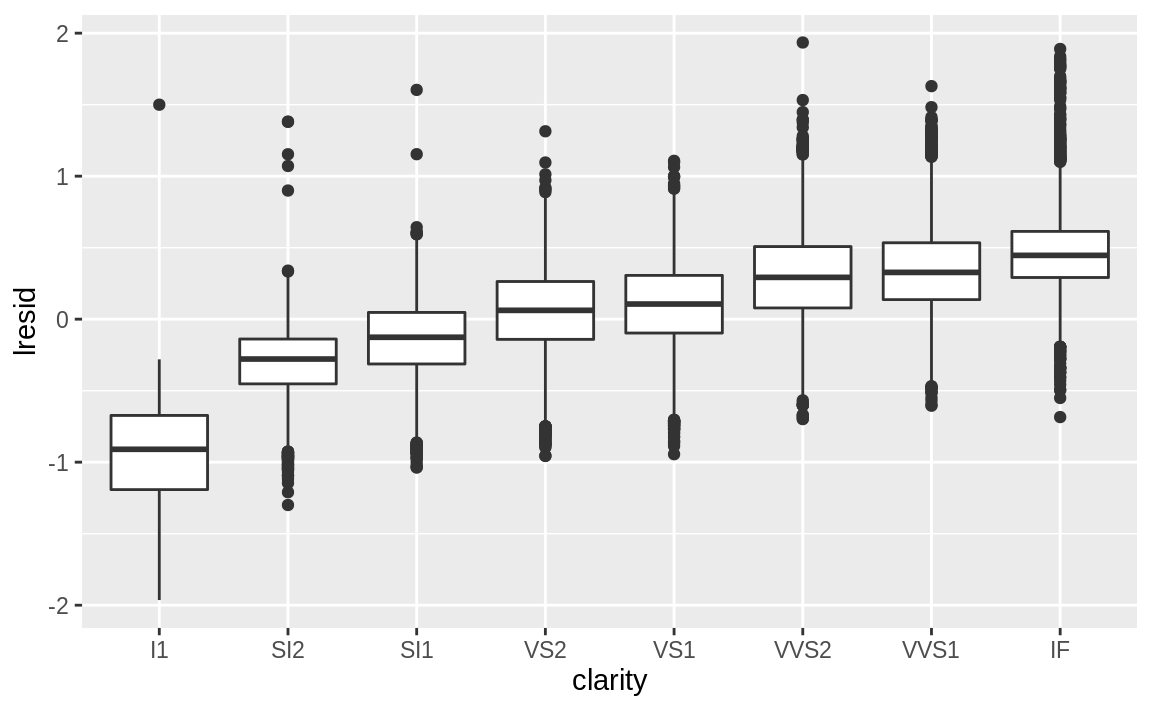 2
1
0
-1
-2
lresid
I1 SI2 SI1 VS2 VS1 VVS2 VVS1 IF
clarity